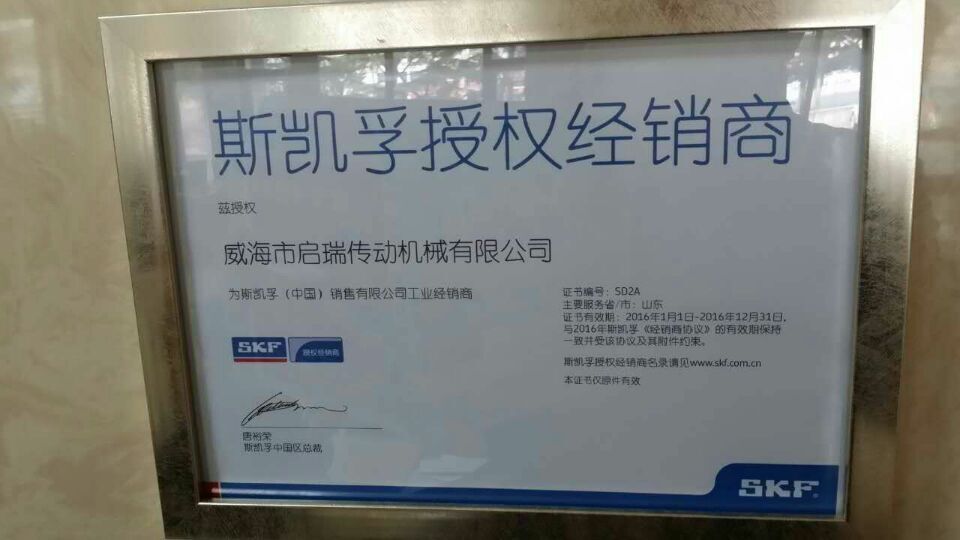 斯凯孚授权经销商
兹授权
威海市启瑞传动机械有限公司
为斯凯孚（中国）销售有限公司工业经销商
SKF 授权经销商
唐裕荣
斯凯孚中国区总裁
证书编号：SD2A
主要服务省/市：山东
证书有效期：2016年1月1日-2016年12月31日，
与2016年斯凯孚《经销商协议》的有效期保持
一致并受该协议及其附件约束。
斯凯孚授权经销商名录请见www.skf.com.cn
本证书仅原件有效
SKF®